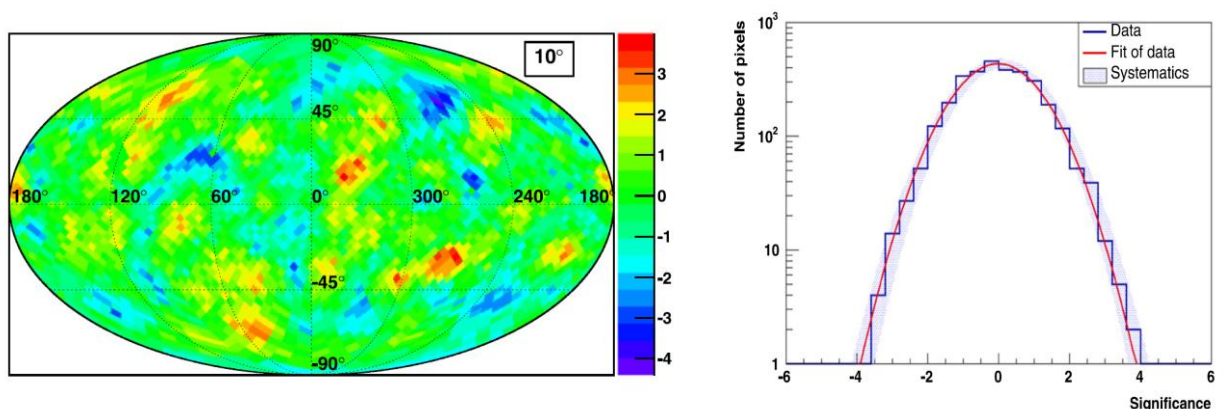 10°
90°
45°
180° 120° 60° 0° 300° 240° 180°
-45°
-90°
3
2
1
0
-1
-2
-3
-4
Number of pixels
10³
10²
10
1
Data
Fit of data
Systematics
-6 -4 -2 0 2 4 6
Significance